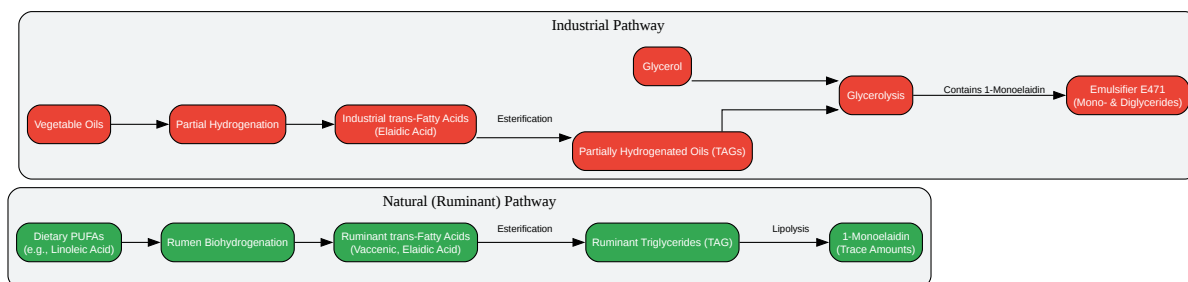 Industrial Pathway
Glycerol
Vegetable Oils
Partial Hydrogenation
Industrial trans-Fatty Acids
(Elaidic Acid)
Esterification
Partially Hydrogenated Oils (TAGs)
Glycerolysis
Contains 1-Monoelaidin
Emulsifier E471
(Mono- & Diglycerides)
Natural (Ruminant) Pathway
Dietary PUFAs
(e.g., Linoleic Acid)
Rumen Biohydrogenation
Ruminant trans-Fatty Acids
(Vaccenic, Elaidic Acid)
Esterification
Ruminant Triglycerides (TAG)
Lipolysis
1-Monoelaidin
(Trace Amounts)